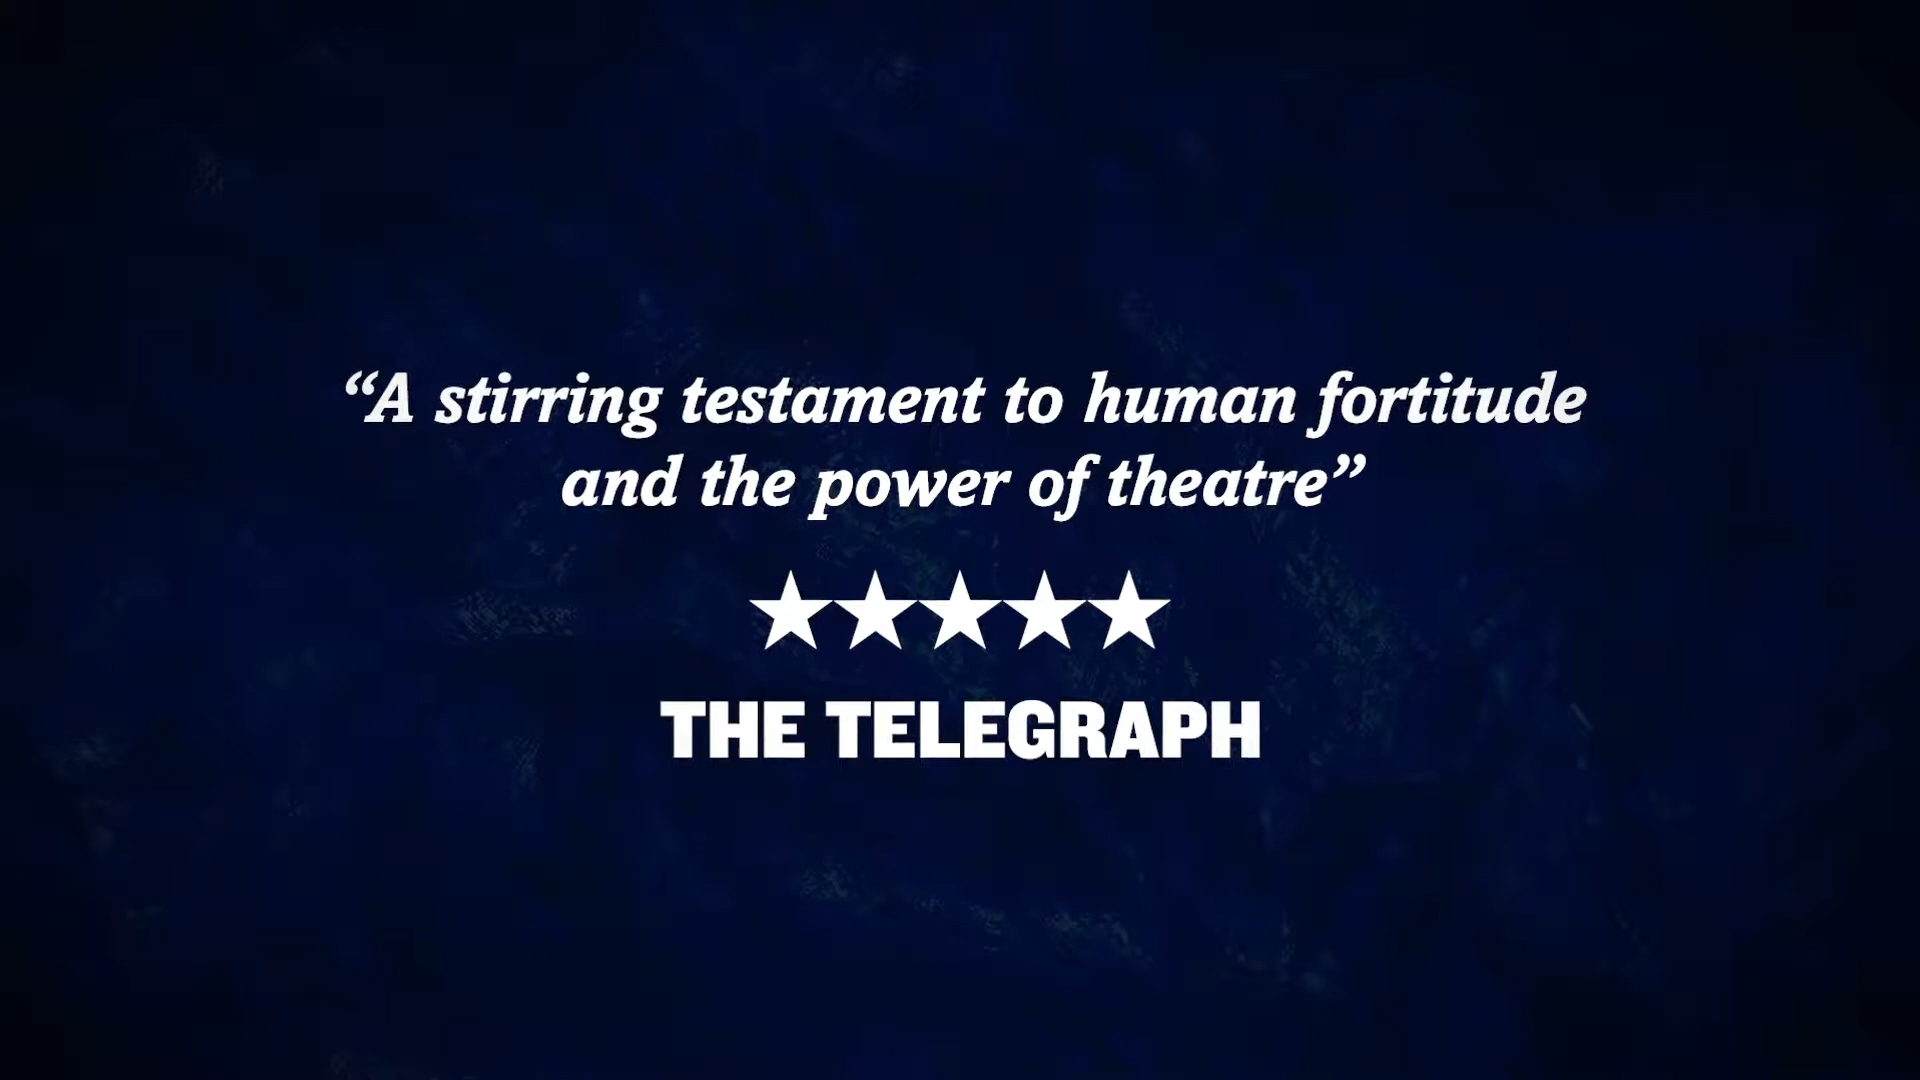 “A stirring testament to human fortitude
and the power of theatre”
★★★★★
THE TELEGRAPH